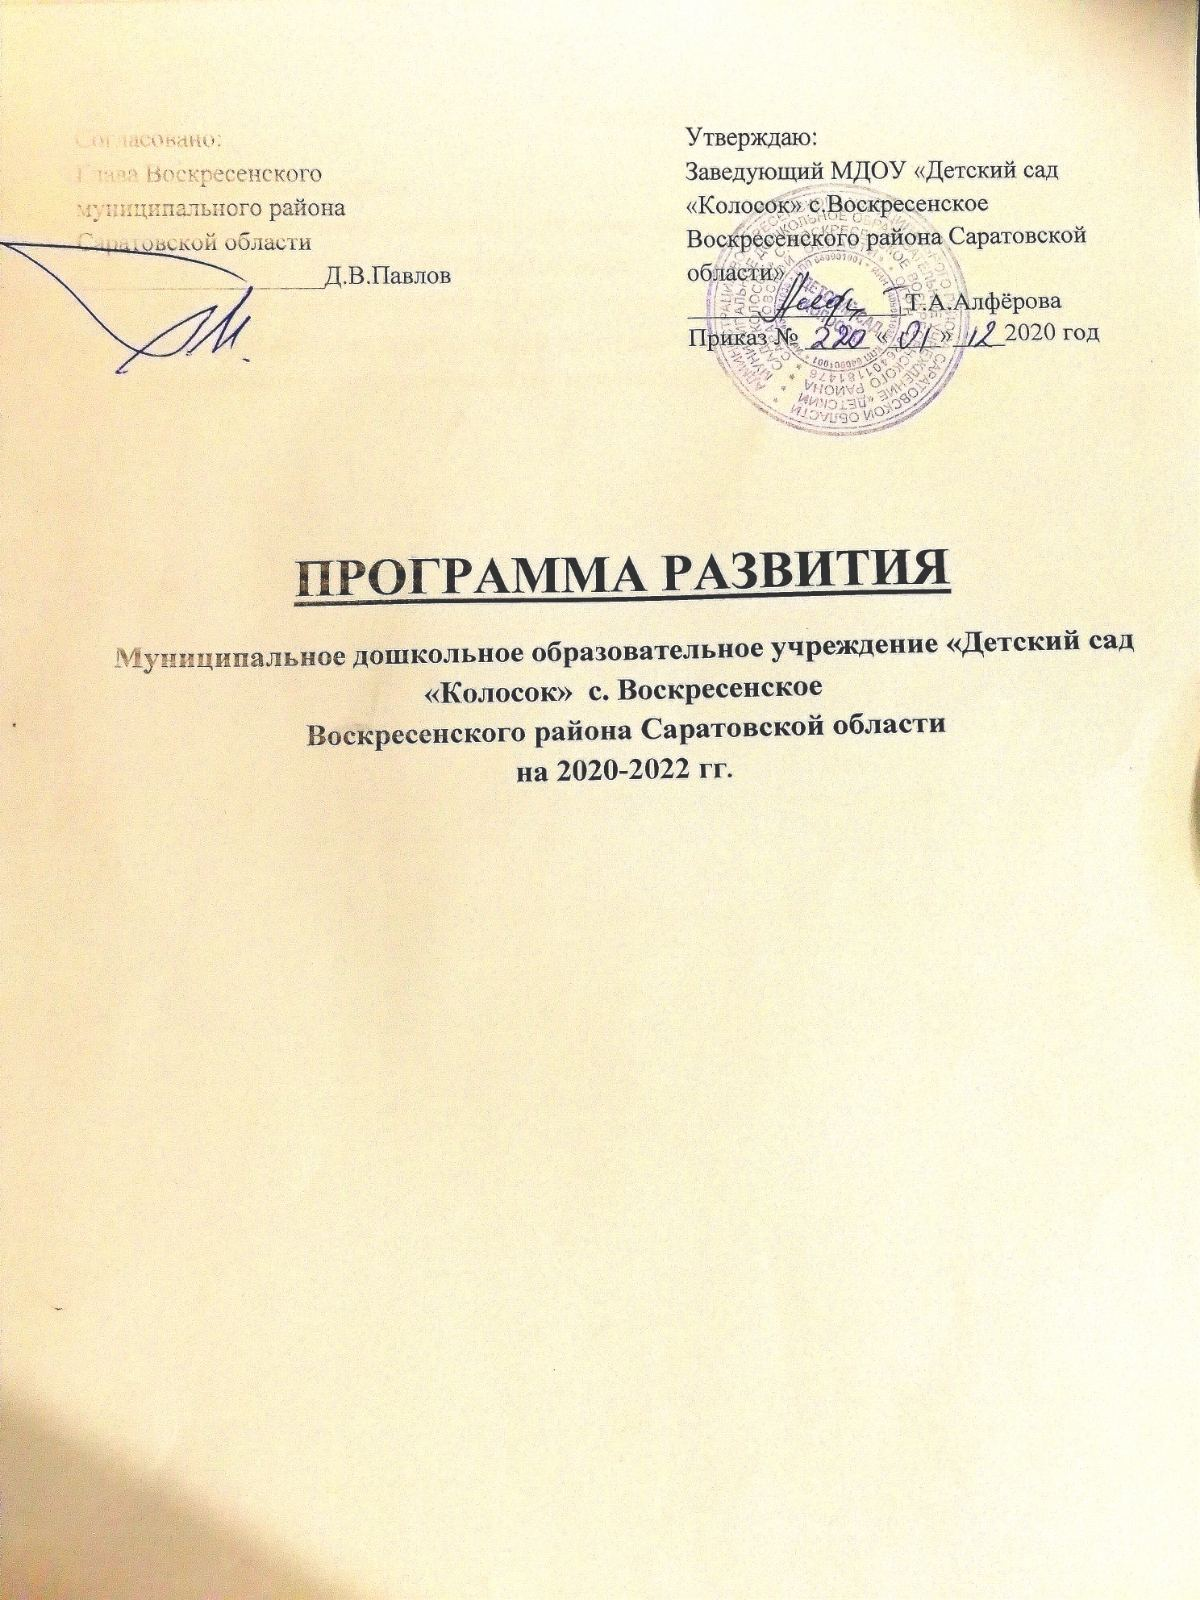 Согласовано:
Глава Воскресенского
муниципального района
Саратовской области
Д.В.Павлов
Утверждаю:
Заведующий МДОУ «Детский сад
«Колосок» с.Воскресенское
Воскресенского района Саратовской
области»
Т.А.Алфёрова
Приказ № 220 « 01 » 12 2020 год
ПРОГРАММА РАЗВИТИЯ
Муниципальное дошкольное образовательное учреждение «Детский сад
«Колосок» с. Воскресенское
Воскресенского района Саратовской области
на 2020-2022 гг.